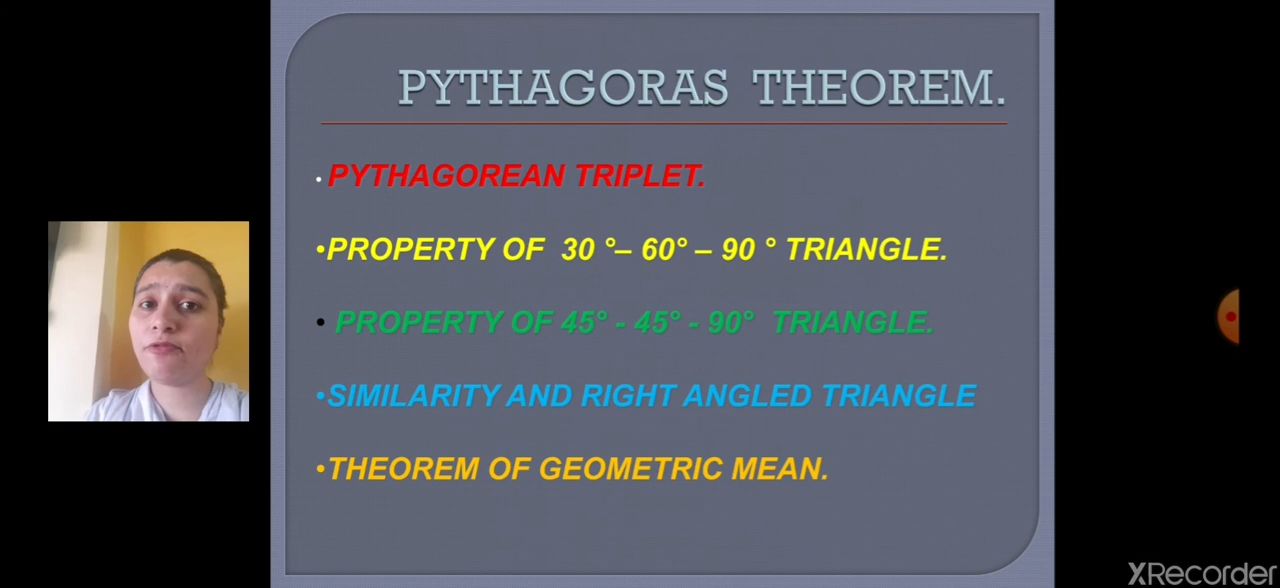 PYTHAGORAS THEOREM.
• PYTHAGOREAN TRIPLET.
•PROPERTY OF 30 °– 60° – 90 ° TRIANGLE.
• PROPERTY OF 45° - 45° - 90° TRIANGLE.
•SIMILARITY AND RIGHT ANGLED TRIANGLE
•THEOREM OF GEOMETRIC MEAN.
XRecorder